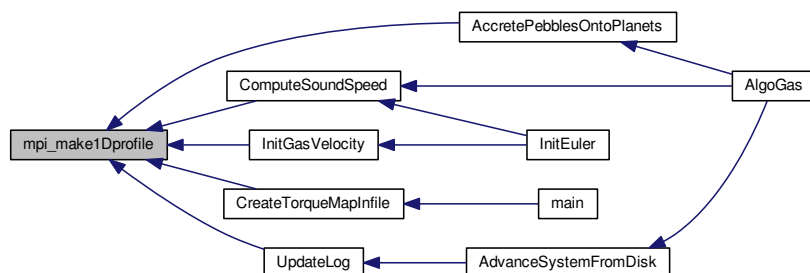 AccretePebblesOntoPlanets
ComputeSoundSpeed
AlgoGas
mpi_make1Dprofile
InitGasVelocity
InitEuler
CreateTorqueMapInfile
main
UpdateLog
AdvanceSystemFromDisk